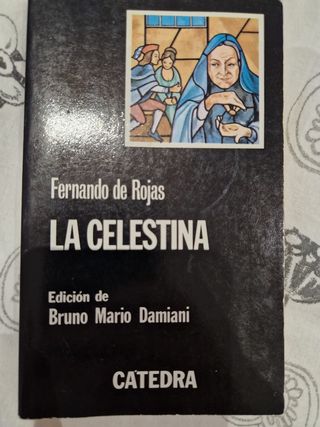 Fernando de Rojas
LA CELESTINA
Edición de
Bruno Mario Damiani
CATEDRA